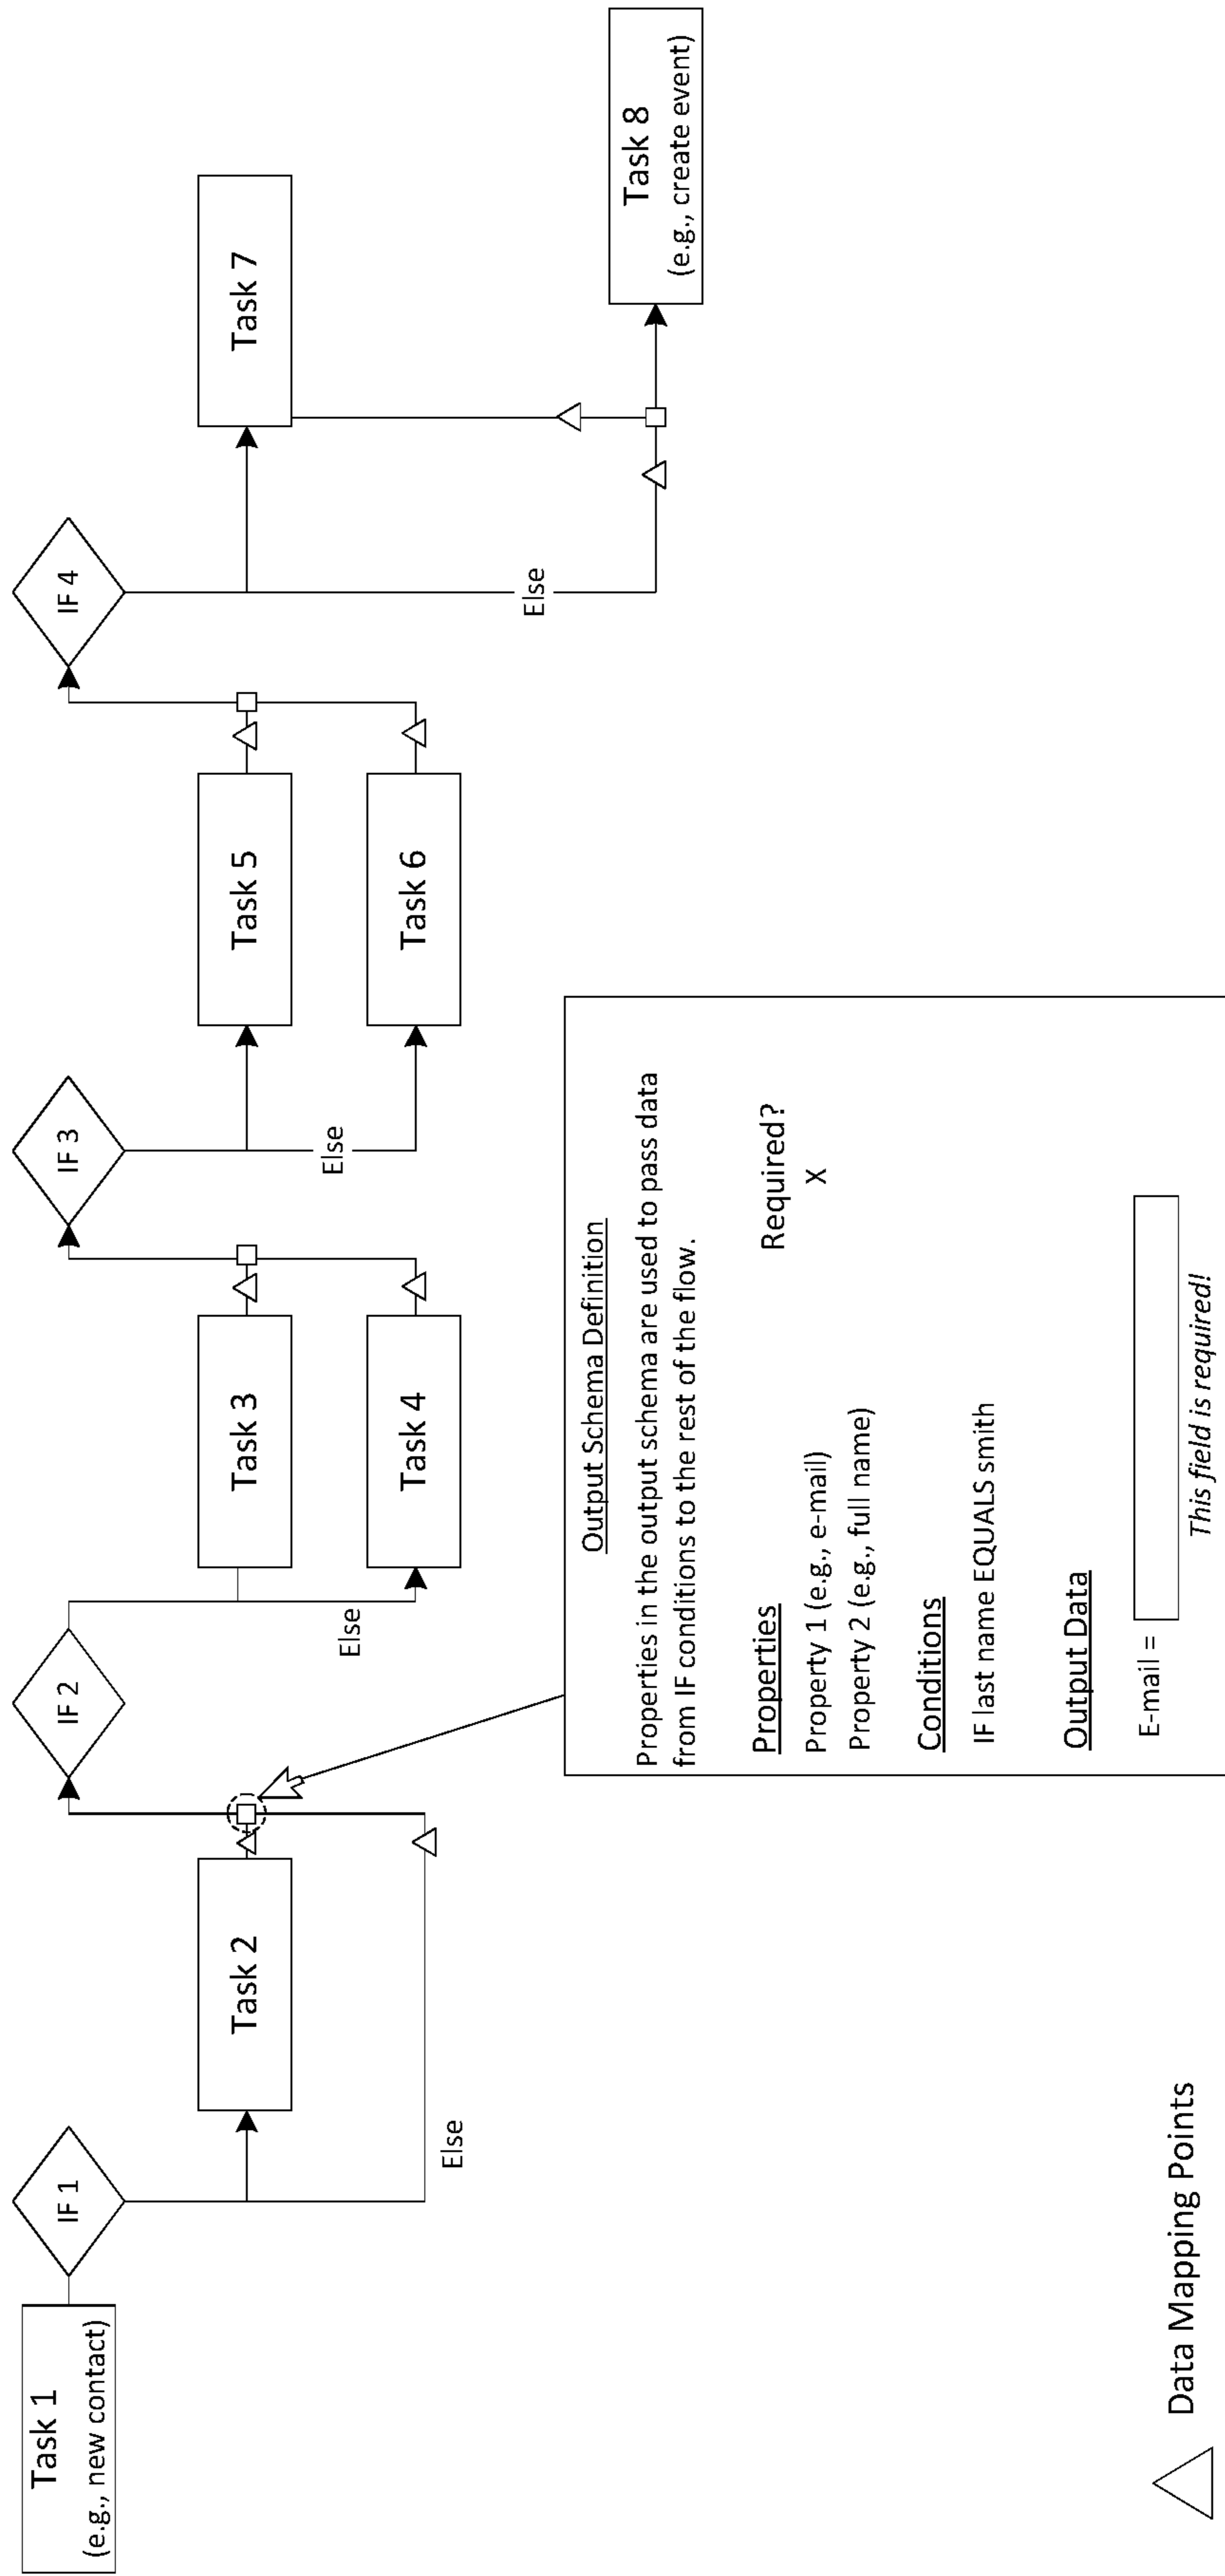 Task 1
(e.g., new contact)
IF 1
Else
Task 2
IF 2
Else
Task 3
Task 4
IF 3
Else
Task 5
Task 6
IF 4
Else
Task 7
Task 8
(e.g., create event)
Output Schema Definition
Properties in the output schema are used to pass data
from IF conditions to the rest of the flow.
Properties
Required?
Property 1 (e.g., e-mail)
X
Property 2 (e.g., full name)
Conditions
IF last name EQUALS smith
Output Data
E-mail =
This field is required!
Data Mapping Points